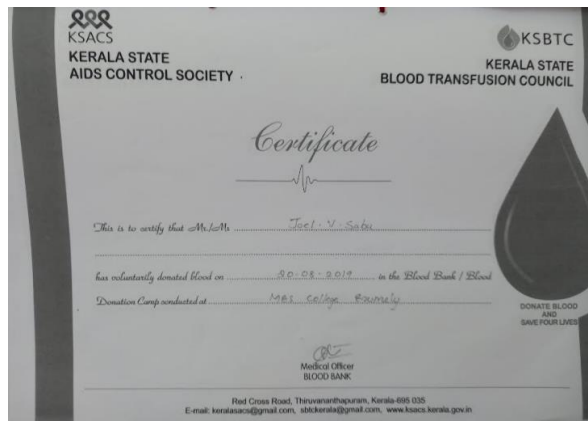 KSACS
KERALA STATE
AIDS CONTROL SOCIETY
KSBTC
KERALA STATE
BLOOD TRANSFUSION COUNCIL
Certificate
This is to certify that Mr./Ms Joel.V.Sabu
has voluntarily donated blood on 20-08-2019 in the Blood Bank / Blood
Donation Camp conducted at MBS College
DONATE BLOOD
AND
SAVE FOUR LIVES
Medical Officer
BLOOD BANK
Red Cross Road, Thiruvananthapuram, Kerala-695 035
E-mail: keralasacs@gmail.com, sbtckerala@gmail.com, www.ksacs.kerala.gov.in